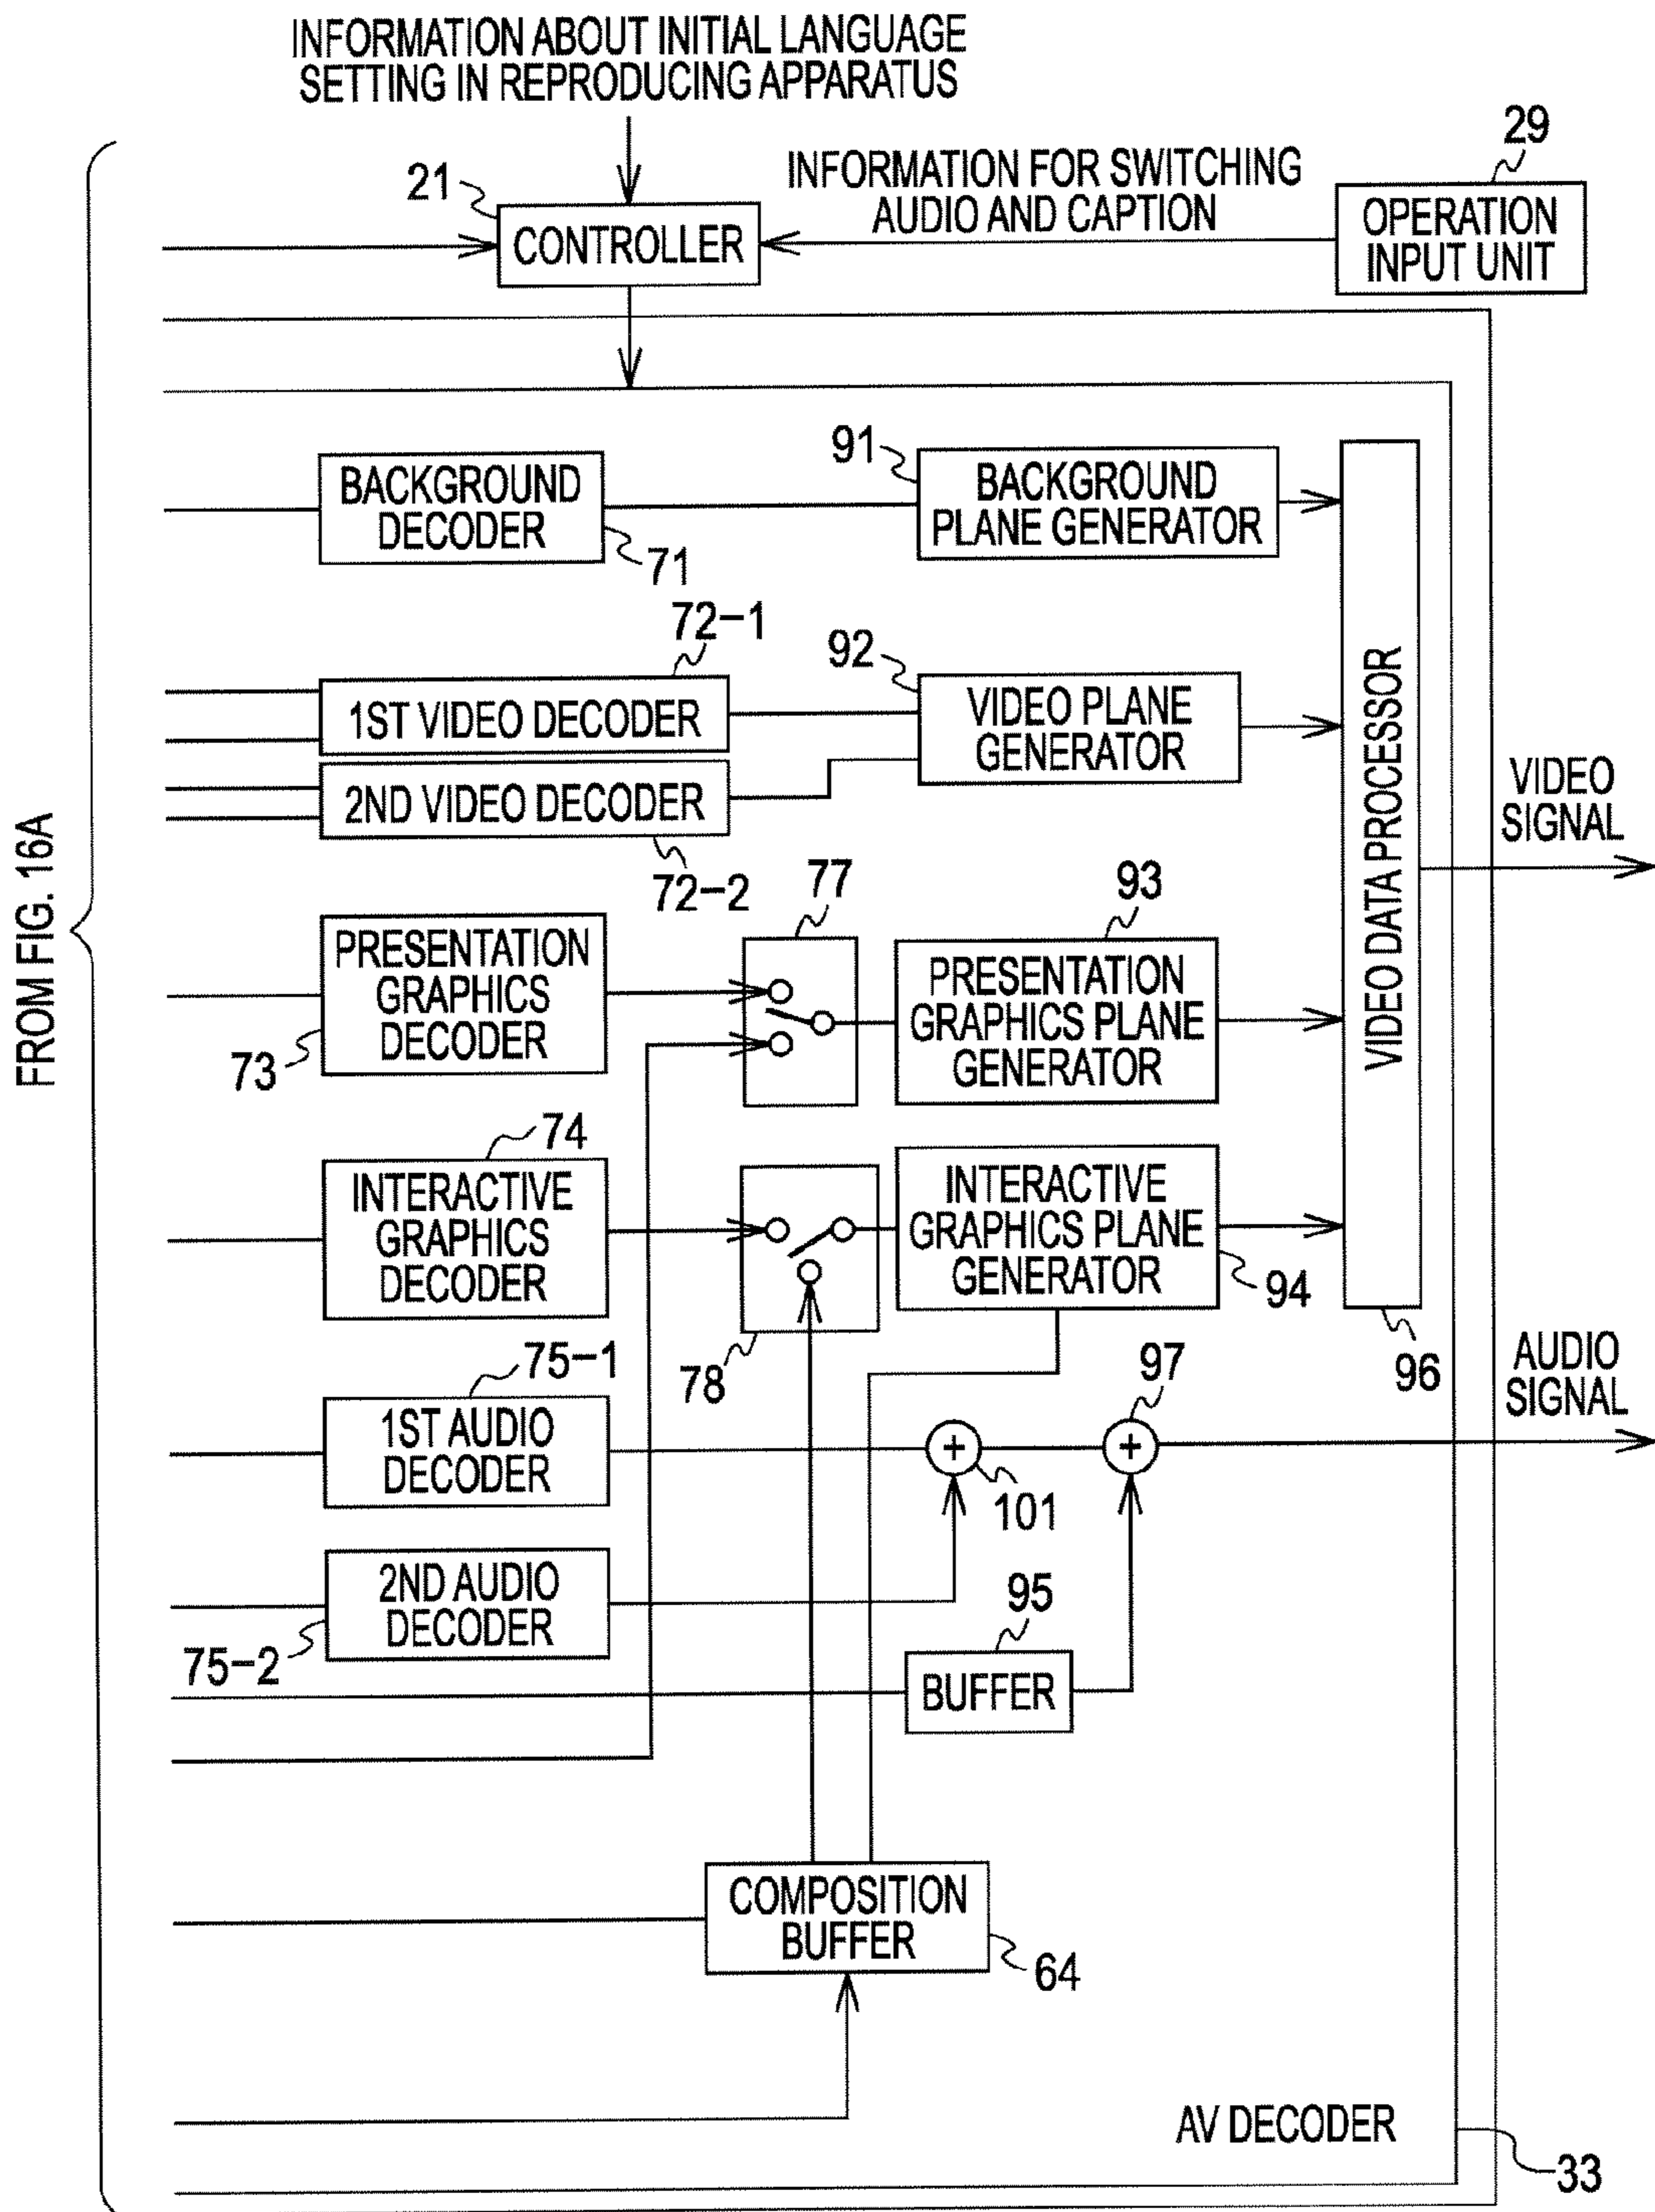 INFORMATION ABOUT INITIAL LANGUAGE
SETTING IN REPRODUCING APPARATUS
29
21
INFORMATION FOR SWITCHING
AUDIO AND CAPTION
CONTROLLER
OPERATION
INPUT UNIT
FROM FIG. 16A
91
BACKGROUND
DECODER
71
BACKGROUND
PLANE GENERATOR
72-1
92
1ST VIDEO DECODER
VIDEO PLANE
GENERATOR
2ND VIDEO DECODER
72-2
VIDEO DATA PROCESSOR
VIDEO
SIGNAL
77
93
PRESENTATION
GRAPHICS
DECODER
73
PRESENTATION
GRAPHICS PLANE
GENERATOR
74
INTERACTIVE
GRAPHICS
DECODER
78
INTERACTIVE
GRAPHICS PLANE
GENERATOR
94
96
75-1
97
AUDIO
SIGNAL
1ST AUDIO
DECODER
+
+
101
2ND AUDIO
DECODER
75-2
95
BUFFER
COMPOSITION
BUFFER
64
AV DECODER
33